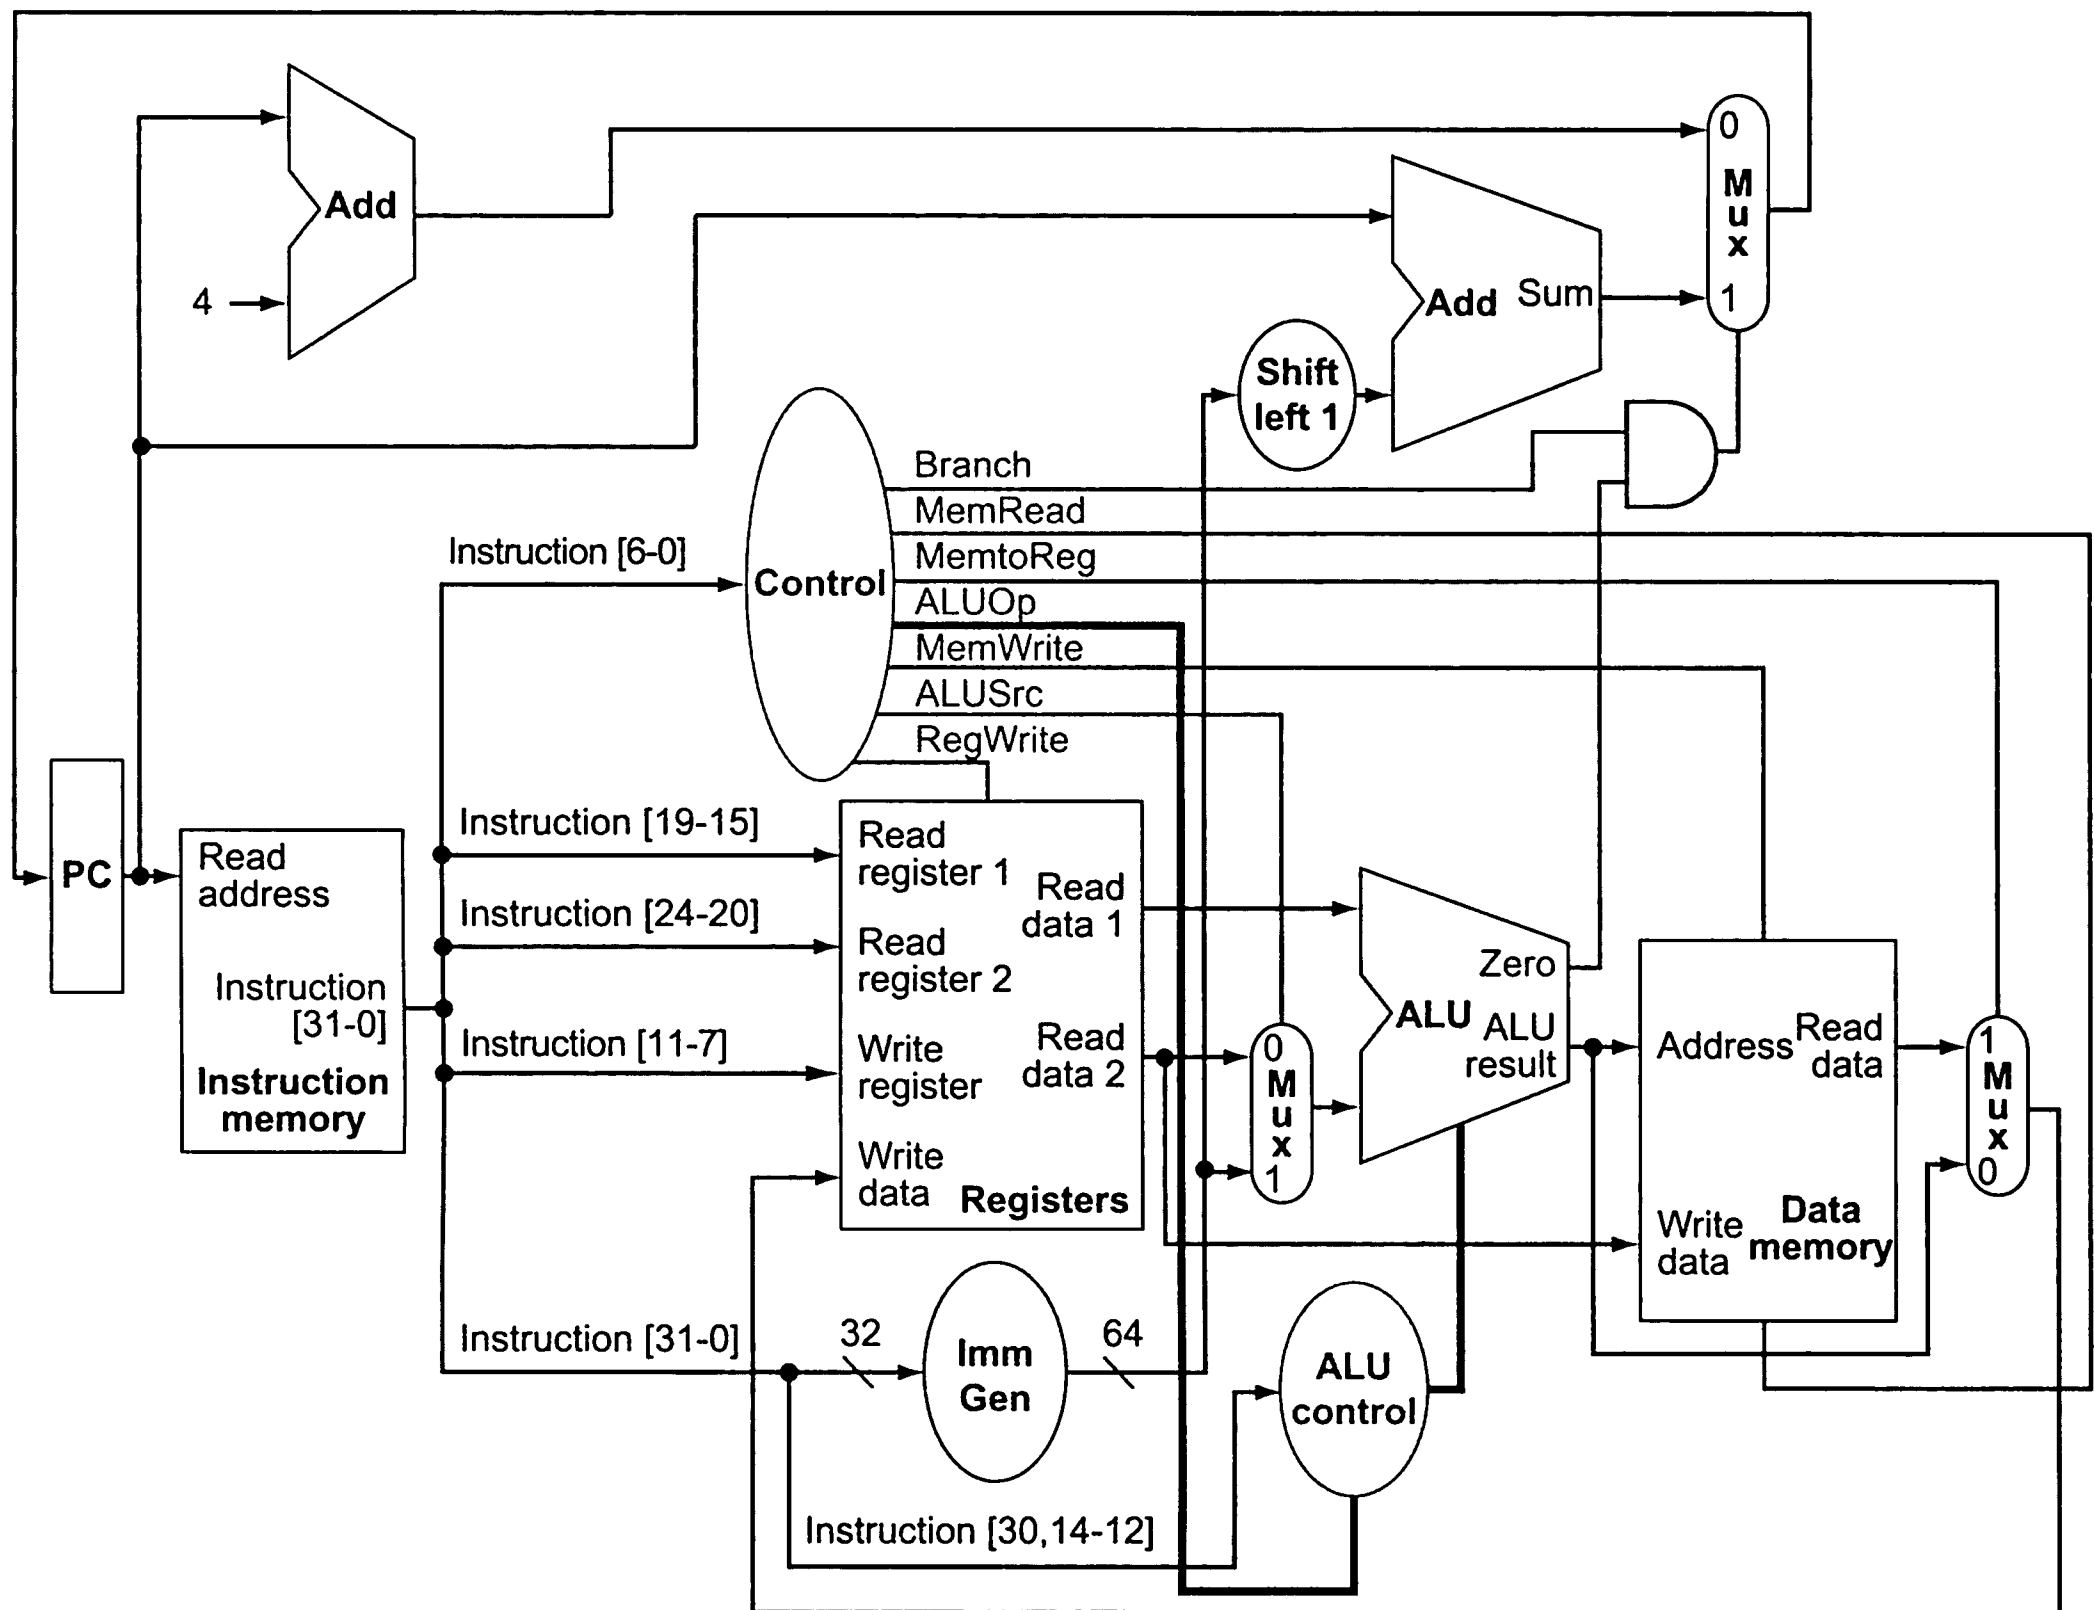 0
M
u
x
1
Add
4
Add
Sum
Shift
left 1
Branch
MemRead
MemtoReg
ALUOp
MemWrite
ALUSrc
RegWrite
Instruction [6-0]
Control
Instruction [19-15]
Instruction [24-20]
Instruction [11-7]
Instruction [31-0]
PC
Read
address
Instruction
[31-0]
Instruction
memory
Read
register 1
Read
register 2
Write
register
Write
data
Read
data 1
Read
data 2
Registers
0
M
u
x
1
Zero
ALU
ALU
result
Address
Read
data
Write
data
Data
memory
1
M
u
x
0
32
Imm
Gen
64
ALU
control
Instruction [30,14-12]